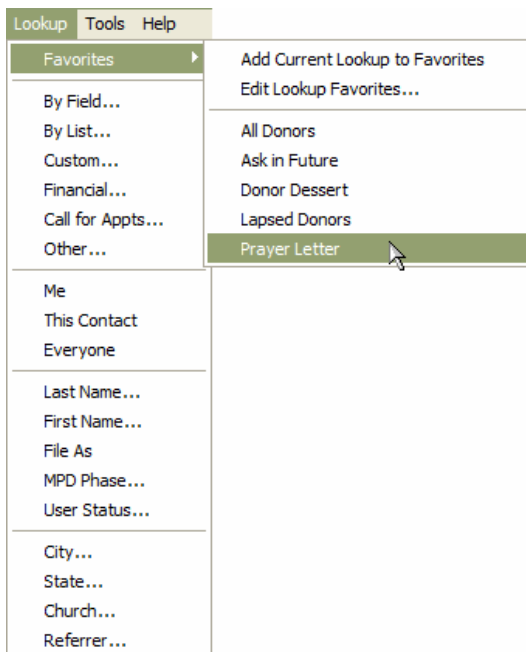 Lookup Tools Help
Favorites
By Field...
By List...
Custom...
Financial...
Call for Appts...
Other...
Me
This Contact
Everyone
Last Name...
First Name...
File As
MPD Phase...
User Status...
City...
State...
Church...
Referrer...
Add Current Lookup to Favorites
Edit Lookup Favorites...
All Donors
Ask in Future
Donor Dessert
Lapsed Donors
Prayer Letter